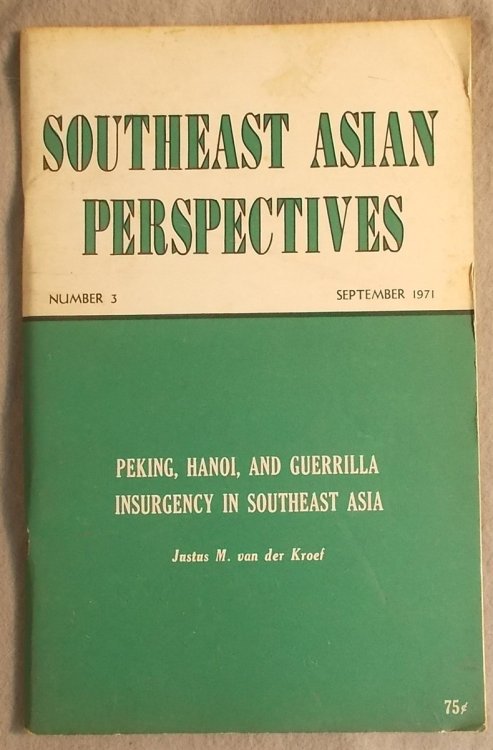 SOUTHEAST ASIAN
PERSPECTIVES
NUMBER 3
SEPTEMBER 1971
PEKING, HANOI, AND GUERRILLA
INSURGENCY IN SOUTHEAST ASIA
Justus M. van der Kroef
75¢